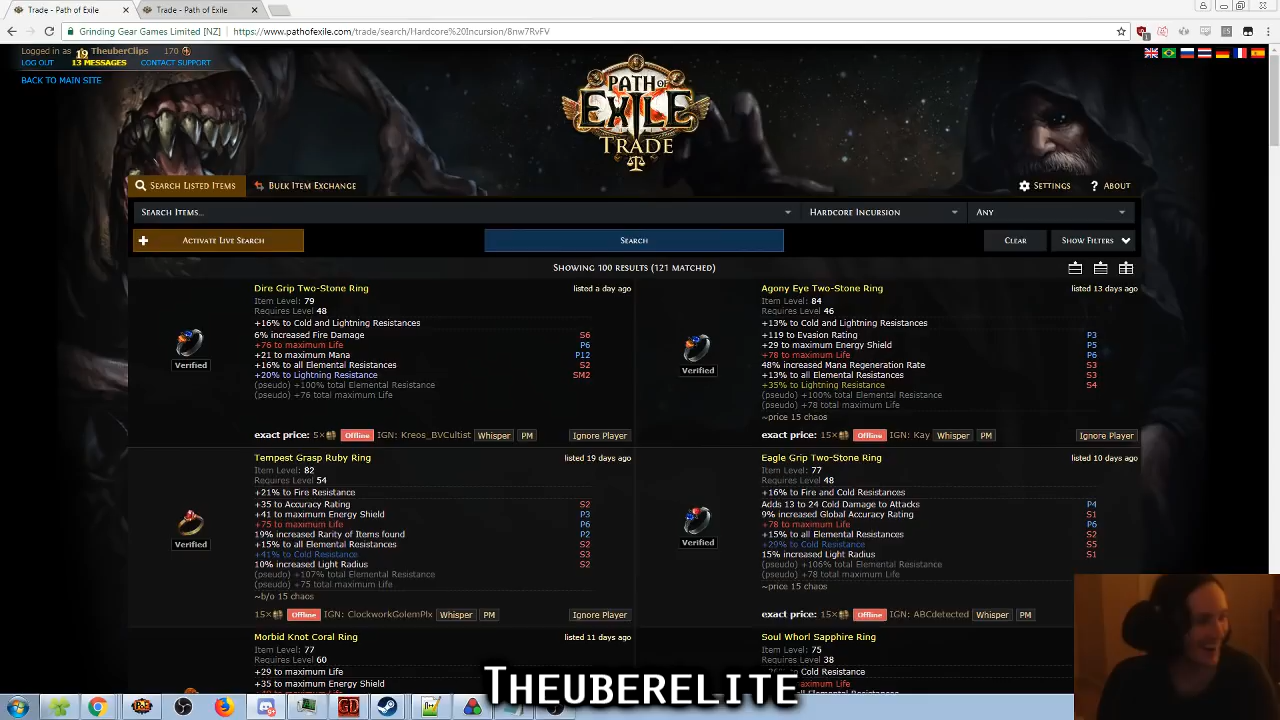 Trade - Path of Exile
Trade - Path of Exile
Grinding Gear Games Limited [NZ] | https://www.pathofexile.com/trade/search/Hardcore%20Incursion/8nw7RvFV
Logged in as TheuberClips 170
19
LOG OUT 13 MESSAGES CONTACT SUPPORT
BACK TO MAIN SITE
PATH OF
EXILE
TRADE
SEARCH LISTED ITEMS BULK ITEM EXCHANGE SETTINGS ? ABOUT
SEARCH ITEMS... HARDCORE INCURSION ANY
ACTIVATE LIVE SEARCH SEARCH CLEAR SHOW FILTERS
SHOWING 100 RESULTS (121 MATCHED)
Dire Grip Two-Stone Ring listed a day ago
Item Level: 79
Requires Level 48
+16% to Cold and Lightning Resistances
6% increased Fire Damage S6
+76 to maximum Life P6
+21 to maximum Mana P12
+16% to all Elemental Resistances S2
+20% to Lightning Resistance SM2
(pseudo) +100% total Elemental Resistance
(pseudo) +76 total maximum Life
Verified
exact price: 5× Offline IGN: Kreos_BVCultist Whisper PM Ignore Player
Agony Eye Two-Stone Ring listed 13 days ago
Item Level: 84
Requires Level 46
+13% to Cold and Lightning Resistances
+119 to Evasion Rating P3
+29 to maximum Energy Shield P5
+78 to maximum Life P6
48% increased Mana Regeneration Rate S3
+13% to all Elemental Resistances S3
+35% to Lightning Resistance S4
(pseudo) +100% total Elemental Resistance
(pseudo) +78 total maximum Life
~price 15 chaos
Verified
exact price: 15× Offline IGN: Kay Whisper PM Ignore Player
Tempest Grasp Ruby Ring listed 19 days ago
Item Level: 82
Requires Level 54
+21% to Fire Resistance
+35 to Accuracy Rating S2
+41 to maximum Energy Shield P3
+75 to maximum Life P6
19% increased Rarity of Items found P2
+15% to all Elemental Resistances S2
+41% to Cold Resistance S3
10% increased Light Radius S2
(pseudo) +107% total Elemental Resistance
(pseudo) +75 total maximum Life
~b/o 15 chaos
Verified
15× Offline IGN: ClockworkGolemPlx Whisper PM Ignore Player
Eagle Grip Two-Stone Ring listed 10 days ago
Item Level: 77
Requires Level 48
+16% to Fire and Cold Resistances
Adds 13 to 24 Cold Damage to Attacks P4
9% increased Global Accuracy Rating S1
+78 to maximum Life P6
+15% to all Elemental Resistances S2
+29% to Cold Resistance S5
15% increased Light Radius S1
(pseudo) +106% total Elemental Resistance
(pseudo) +78 total maximum Life
~price 15 chaos
Verified
exact price: 15× Offline IGN: ABCdetected Whisper PM
Morbid Knot Coral Ring listed 11 days ago
Item Level: 77
Requires Level 60
+29 to maximum Life
+35 to maximum Energy Shield
Soul Whorl Sapphire Ring
Item Level: 75
Requires Level 38
Cold Resistance
THEUBERELITE